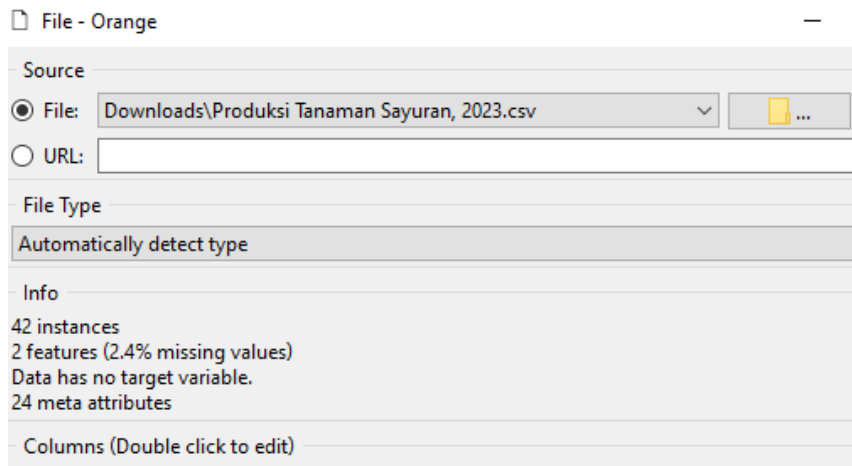 File - Orange
Source
File: Downloads\Produksi Tanaman Sayuran, 2023.csv ...
URL:
File Type
Automatically detect type
Info
42 instances
2 features (2.4% missing values)
Data has no target variable.
24 meta attributes
Columns (Double click to edit)